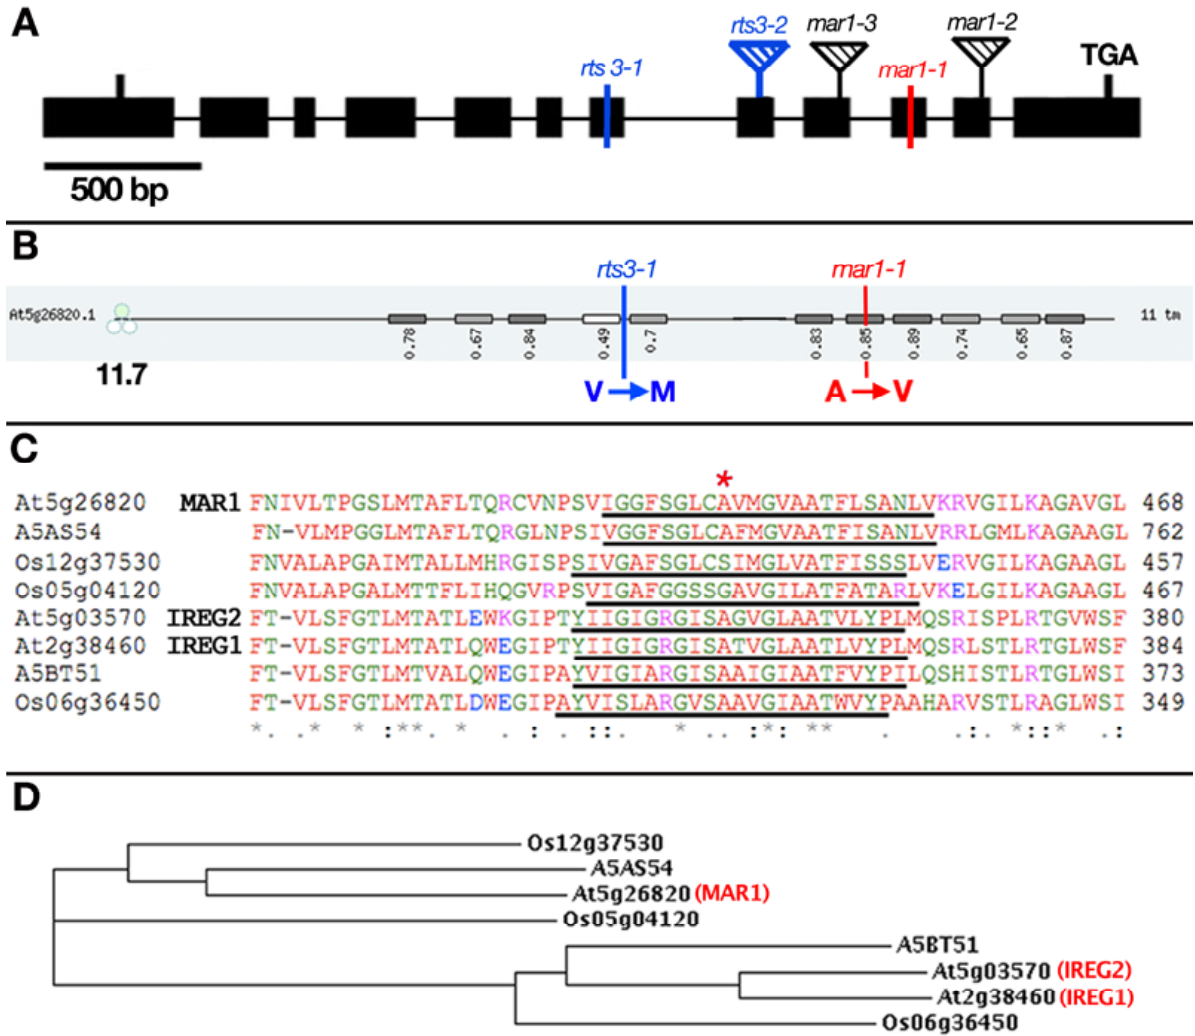 A
rts3-2 mar1-3 mar1-2
rts 3-1 mar1-1 TGA
500 bp
B
rts3-1 mar1-1
At5g26820.1 11 tm
0.78 0.67 0.84 0.49 0.7 0.83 0.85 0.89 0.74 0.65 0.87
11.7
V M A V
C
*
At5g26820 MAR1 FNIVLTPGSLMTAFLTQRCVNPSVIGGFSGLCAVMGVAATFLSANLVKRVGILKAGAVGL 468
A5AS54 FN-VLMPGGLMTAFLTQRGLNPSIVGGFSGLCAFMGVAATFISANLVRRLGMLKAGAAGL 762
Os12g37530 FNVALAPGAIMTALLMHRGISPSIVGAFSGLCSIMGLVATFISSSLVERVGILKAGAAGL 457
Os05g04120 FNVALAPGALMTTFLIHQGVRPSVIGAFGGSSGAVGILATFATARLVKELGILKAGAAGL 467
At5g03570 IREG2 FT-VLSFGTLMTATLEWKGIPTYIIGIGRGISAGVGLAATVLYPLMQSRISPLRTGVWSF 380
At2g38460 IREG1 FT-VLSFGTLMTATLQWEGIPTYIIGIGRGISATVGLAATLVYPLMQSRLSTLRTGLWSF 384
A5BT51 FT-VLSFGTLMTVALQWEGIPAYVIGIARGISAAIGIAATFVYPILQSHISTLRTGLWSI 373
Os06g36450 FT-VLSFGTLMTATLDWEGIPAYVISLARGVSAAVGIAATWVYPAAHARVSTLRAGLWSI 349
D
Os12g37530
A5AS54
At5g26820 (MAR1)
Os05g04120
A5BT51
At5g03570 (IREG2)
At2g38460 (IREG1)
Os06g36450